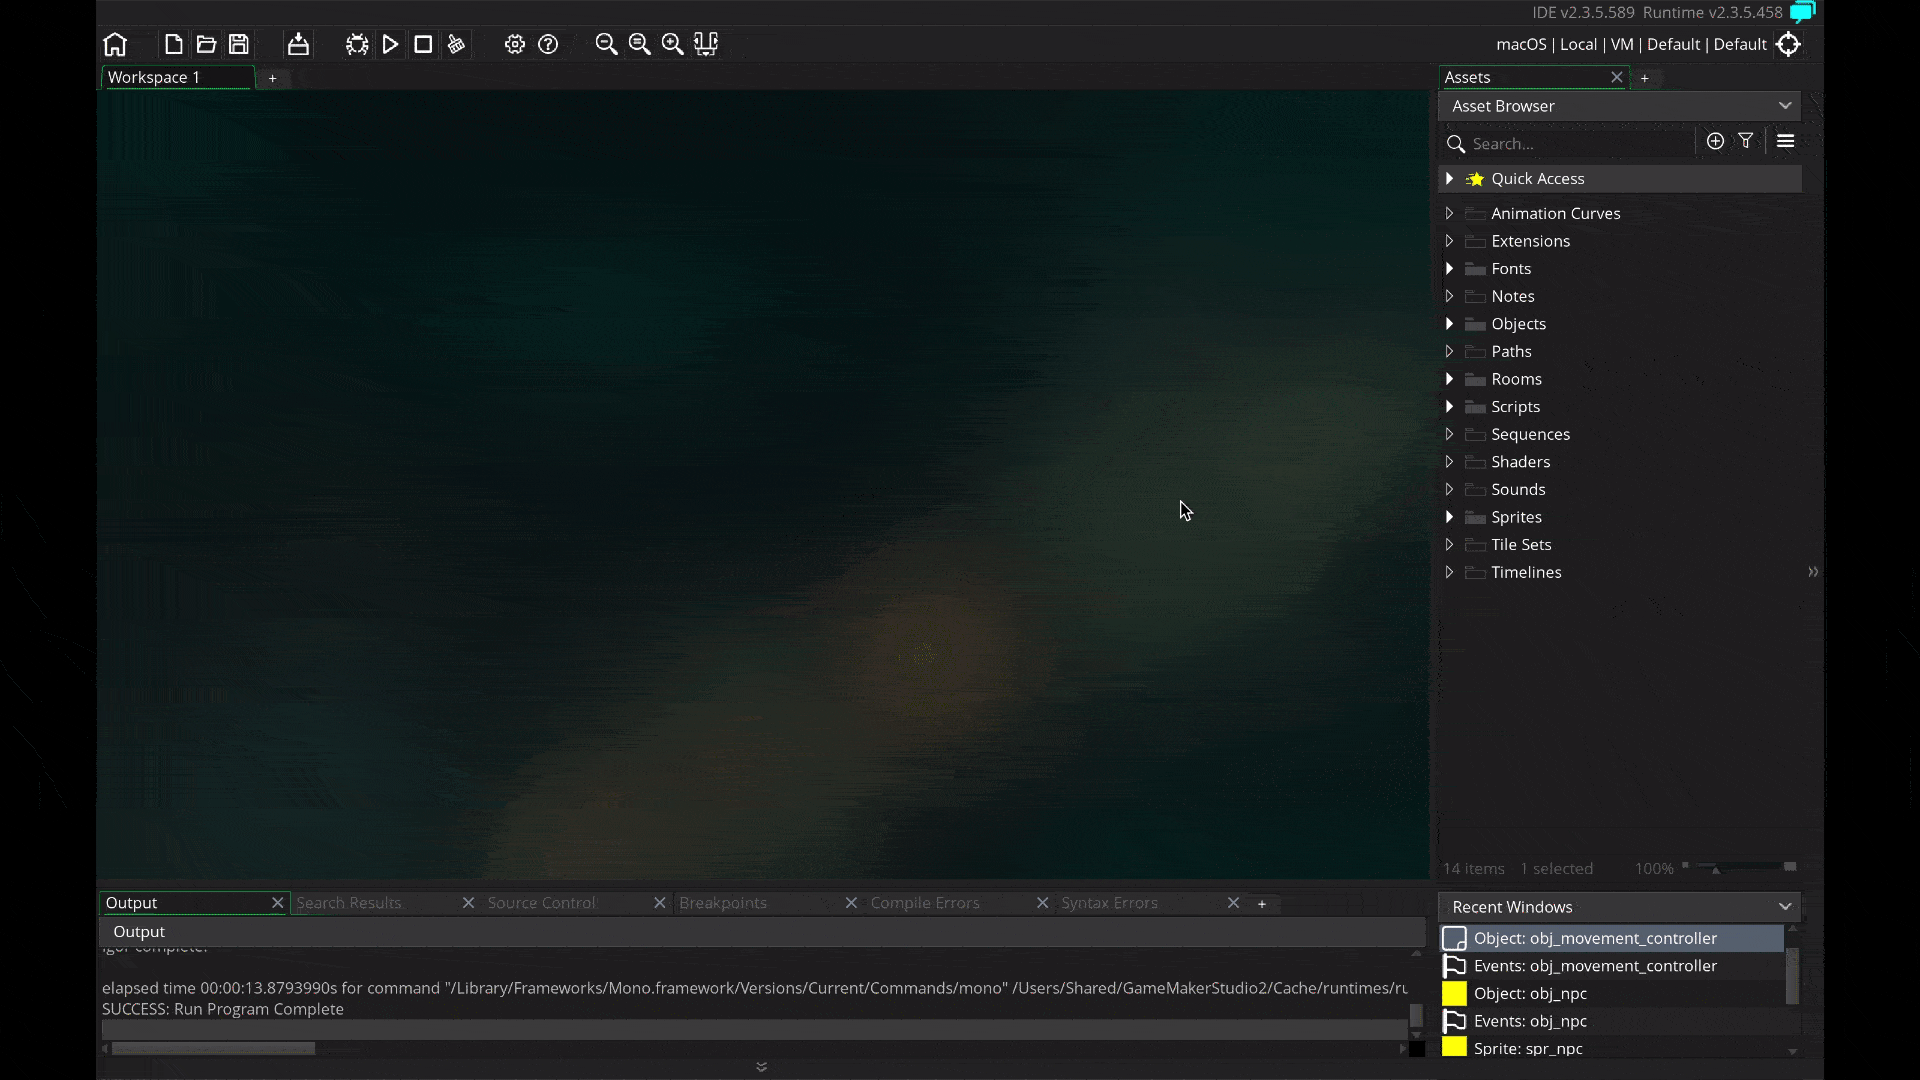 IDE v2.3.5.589 Runtime v2.3.5.458
macOS | Local | VM | Default | Default
Workspace 1 +
Assets +
Asset Browser
Search...
Quick Access
Animation Curves
Extensions
Fonts
Notes
Objects
Paths
Rooms
Scripts
Sequences
Shaders
Sounds
Sprites
Tile Sets
Timelines
14 items 1 selected 100%
Output Search Results Source Control Breakpoints Compile Errors Syntax Errors +
Output
Igor complete.
elapsed time 00:00:13.8793990s for command "/Library/Frameworks/Mono.framework/Versions/Current/Commands/mono" /Users/Shared/GameMakerStudio2/Cache/runtimes/ru
SUCCESS: Run Program Complete
Recent Windows
Object: obj_movement_controller
Events: obj_movement_controller
Object: obj_npc
Events: obj_npc
Sprite: spr_npc